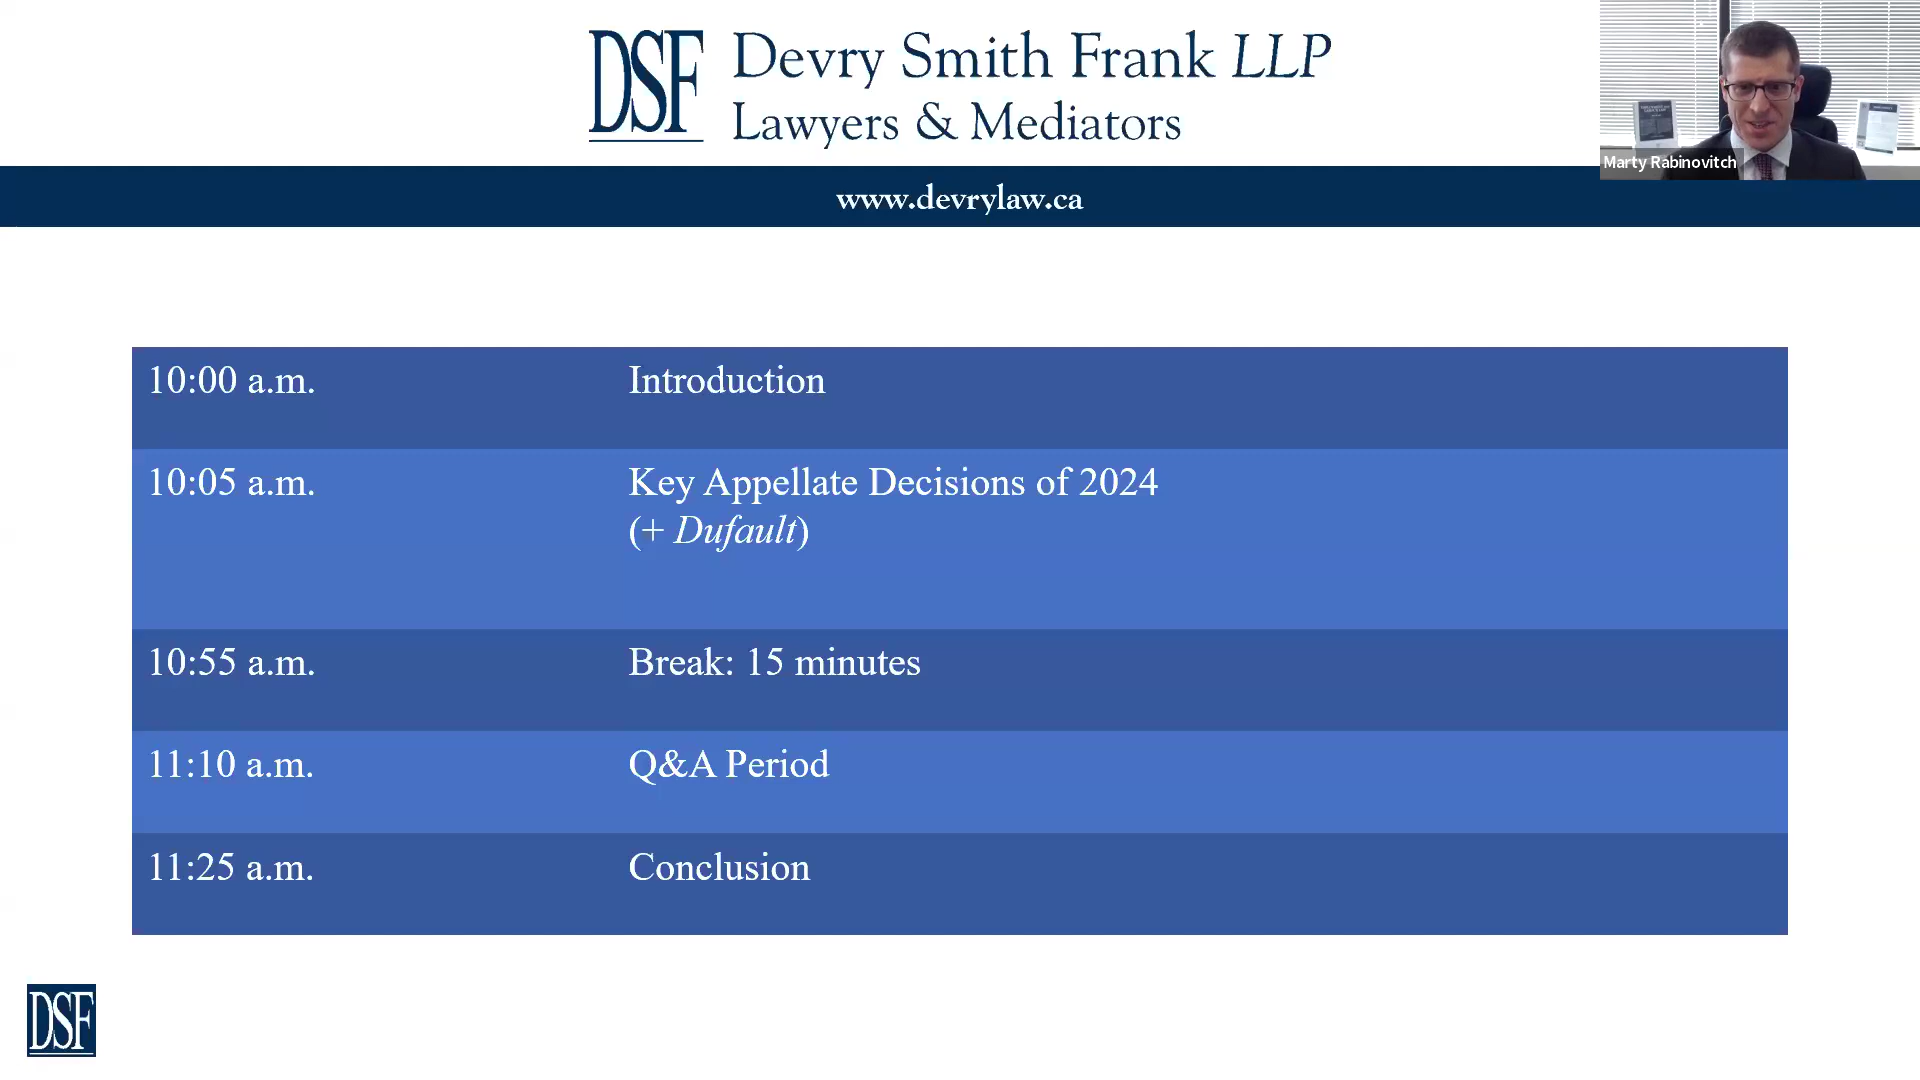 DSF
Devry Smith Frank LLP
Lawyers & Mediators
Marty Rabinovitch
www.devrylaw.ca
10:00 a.m. Introduction
10:05 a.m. Key Appellate Decisions of 2024
(+ Dufault)
10:55 a.m. Break: 15 minutes
11:10 a.m. Q&A Period
11:25 a.m. Conclusion
DSF